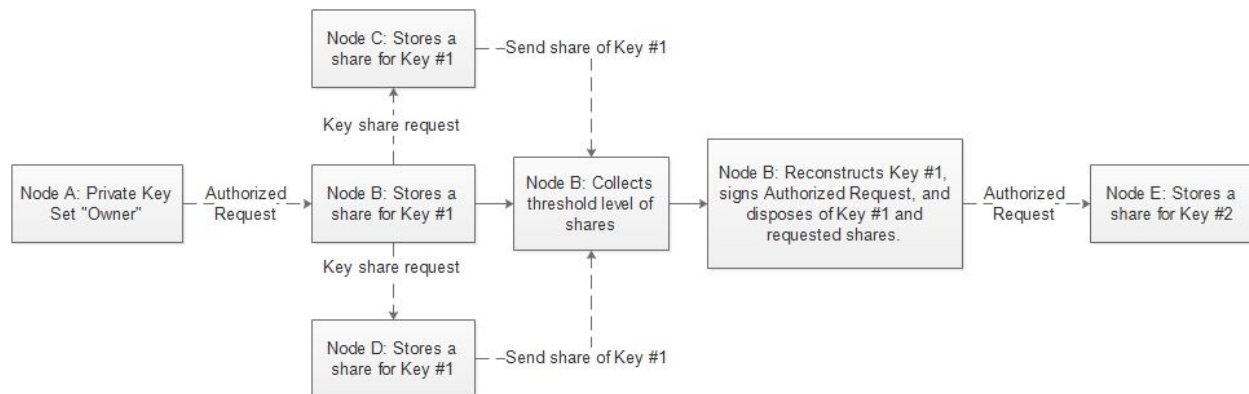 Node C: Stores a
share for Key #1
Send share of Key #1
Key share request
Node A: Private Key
Set "Owner"
Authorized
Request
Node B: Stores a
share for Key #1
Node B: Collects
threshold level of
shares
Node B: Reconstructs Key #1,
signs Authorized Request, and
disposes of Key #1 and
requested shares.
Authorized
Request
Node E: Stores a
share for Key #2
Key share request
Node D: Stores a
share for Key #1
Send share of Key #1